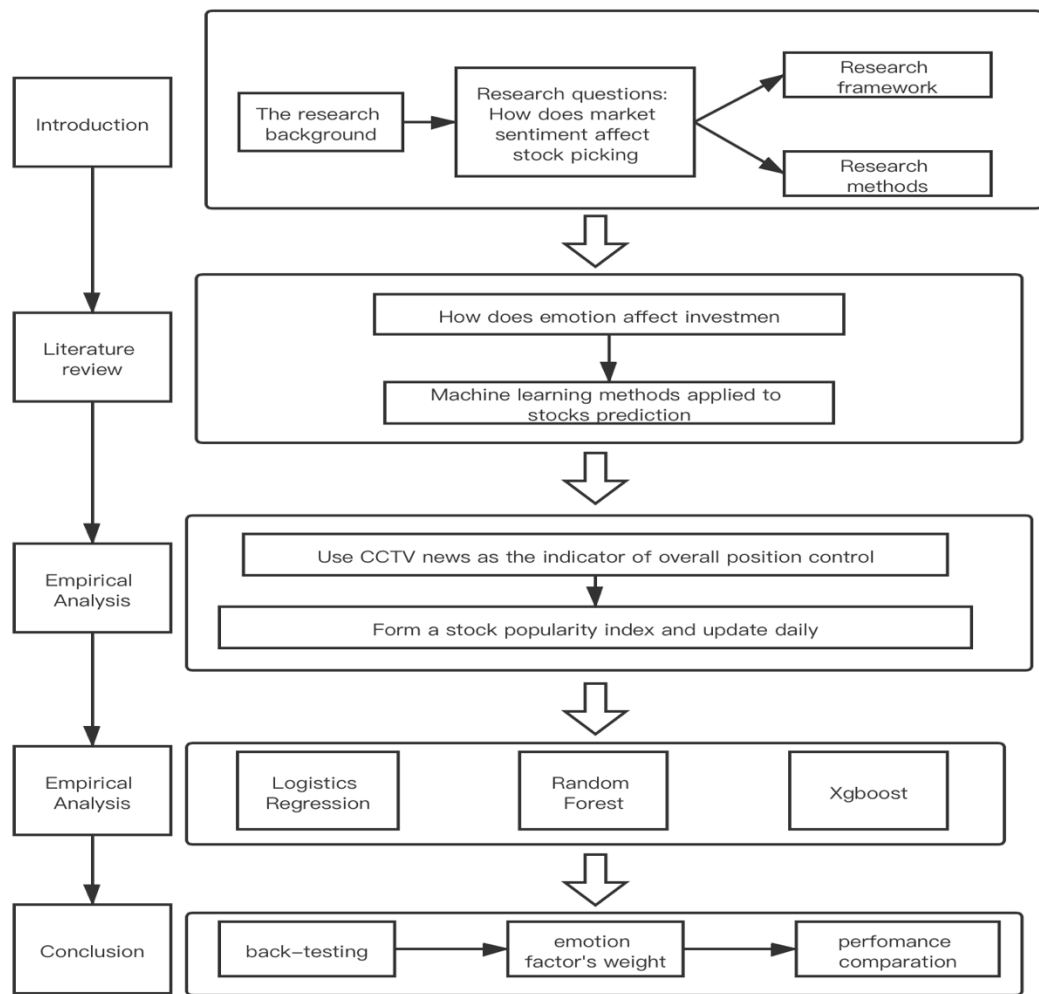 Introduction
The research
background
Research questions:
How does market
sentiment affect
stock picking
Research
framework
Research
methods
Literature
review
How does emotion affect investmen
Machine learning methods applied to
stocks prediction
Empirical
Analysis
Use CCTV news as the indicator of overall position control
Form a stock popularity index and update daily
Empirical
Analysis
Logistics
Regression
Random
Forest
Xgboost
Conclusion
back-testing
emotion
factor's weight
perfomance
comparation